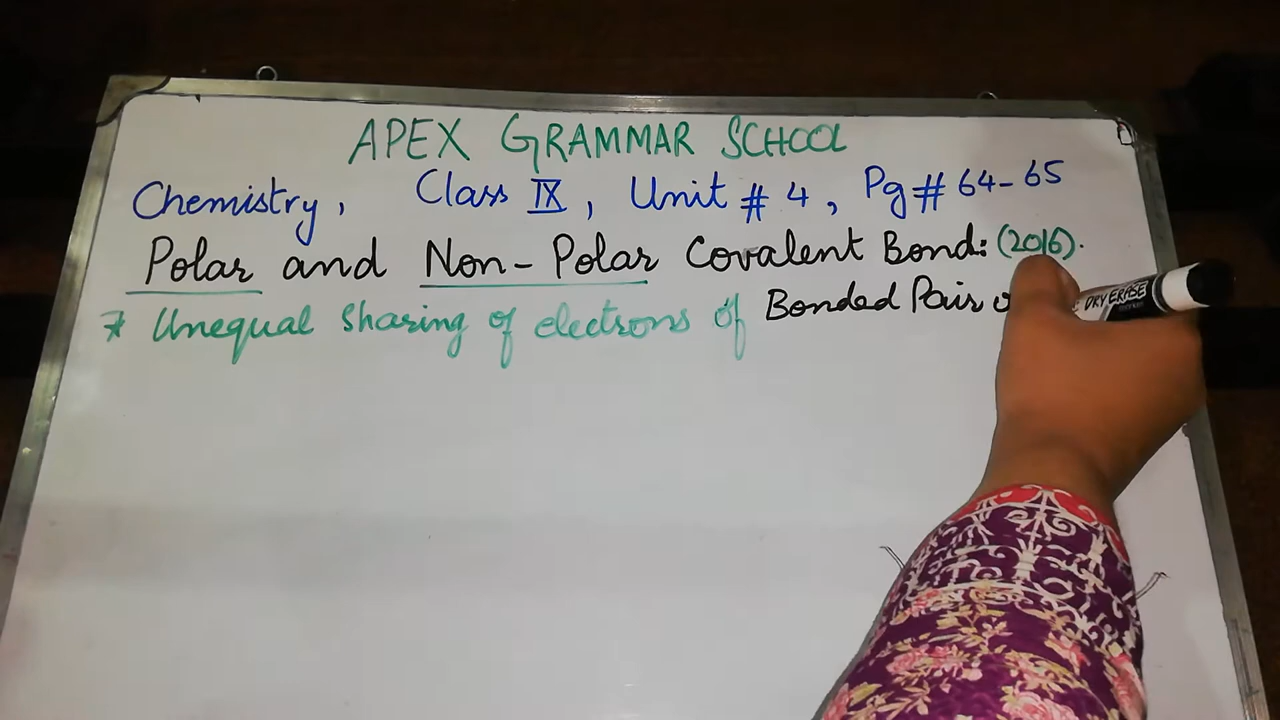 APEX GRAMMAR SCHOOL
Chemistry, Class IX, Unit # 4, Pg # 64-65
Polar and Non-Polar Covalent Bond: (2016).
* Unequal sharing of electrons of Bonded Pair
DRY ERASE